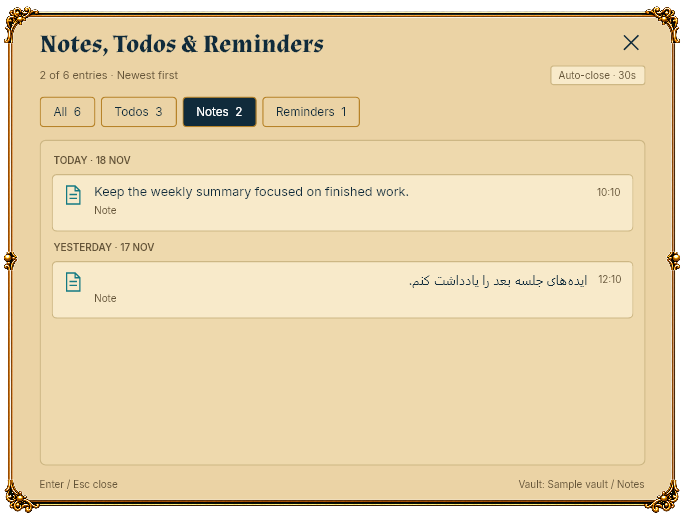 Notes, Todos & Reminders
2 of 6 entries · Newest first
Auto-close · 30s
All 6
Todos 3
Notes 2
Reminders 1
TODAY · 18 NOV
Keep the weekly summary focused on finished work.
10:10
Note
YESTERDAY · 17 NOV
ایده‌های جلسه بعد را یادداشت کنم.
12:10
Note
Enter / Esc close
Vault: Sample vault / Notes